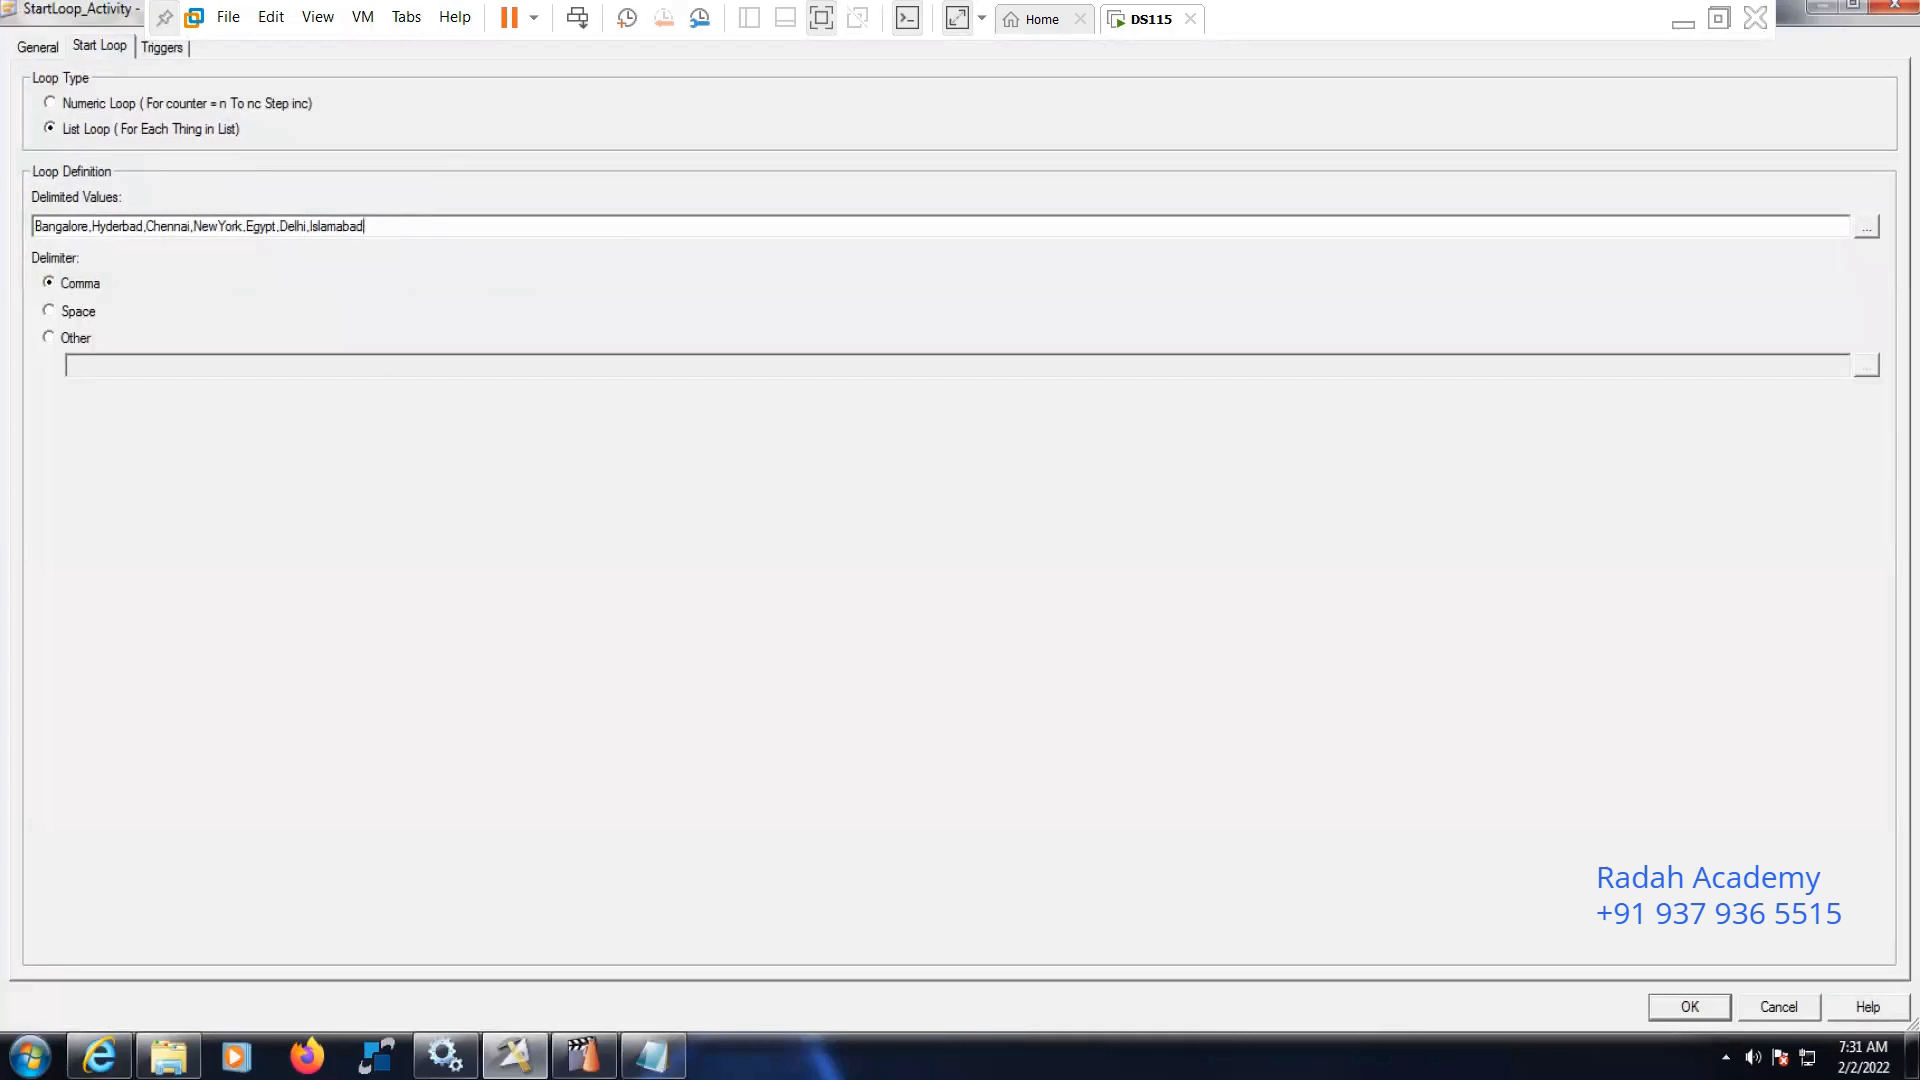 StartLoop_Activity -
File Edit View VM Tabs Help
Home
DS115
General Start Loop Triggers
Loop Type
Numeric Loop ( For counter = n To nc Step inc)
List Loop ( For Each Thing in List)
Loop Definition
Delimited Values:
Bangalore,Hyderbad,Chennai,NewYork,Egypt,Delhi,Islamabad
...
Delimiter:
Comma
Space
Other
...
Radah Academy
+91 937 936 5515
OK Cancel Help
7:31 AM
2/2/2022